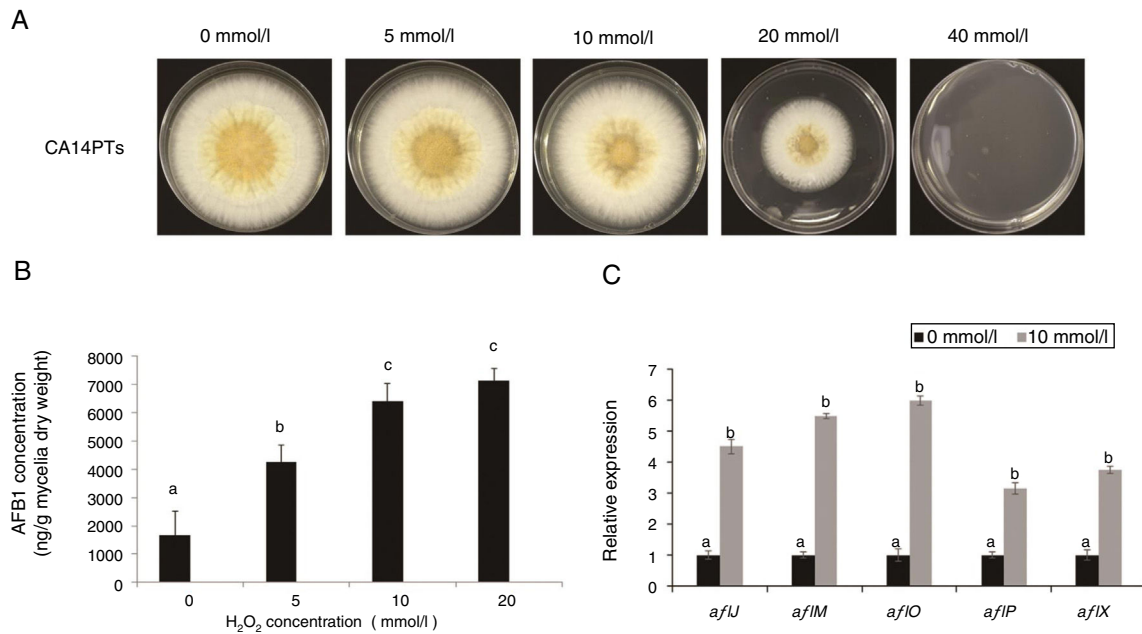 A
0 mmol/l 5 mmol/l 10 mmol/l 20 mmol/l 40 mmol/l
CA14PTs
B
AFB1 concentration
(ng/g mycelia dry weight)
8000
7000
6000
5000
4000
3000
2000
1000
0
a b c c
0 5 10 20
H₂O₂ concentration ( mmol/l )
C
0 mmol/l 10 mmol/l
Relative expression
7
6
5
4
3
2
1
0
a b a b a b a b a b
aflJ aflM aflO aflP aflX